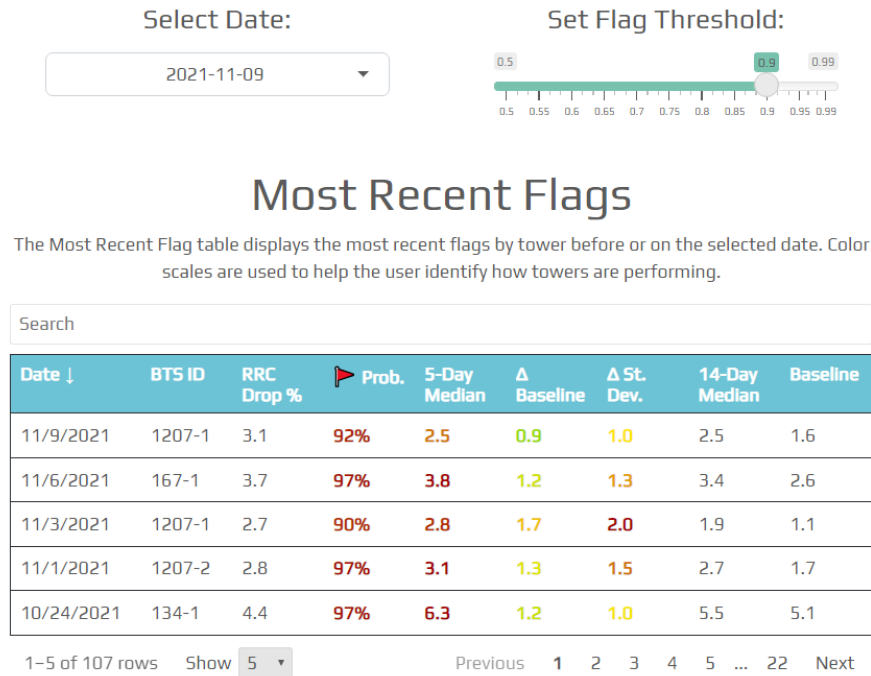 Select Date:
Set Flag Threshold:
2021-11-09
0.5 0.9 0.99
0.5 0.55 0.6 0.65 0.7 0.75 0.8 0.85 0.9 0.95 0.99
Most Recent Flags
The Most Recent Flag table displays the most recent flags by tower before or on the selected date. Color
scales are used to help the user identify how towers are performing.
Search
Date ↓ BTS ID RRC Drop % Prob. 5-Day Median Δ Baseline Δ St. Dev. 14-Day Median Baseline
11/9/2021 1207-1 3.1 92% 2.5 0.9 1.0 2.5 1.6
11/6/2021 167-1 3.7 97% 3.8 1.2 1.3 3.4 2.6
11/3/2021 1207-1 2.7 90% 2.8 1.7 2.0 1.9 1.1
11/1/2021 1207-2 2.8 97% 3.1 1.3 1.5 2.7 1.7
10/24/2021 134-1 4.4 97% 6.3 1.2 1.0 5.5 5.1
1–5 of 107 rows Show 5 Previous 1 2 3 4 5 ... 22 Next